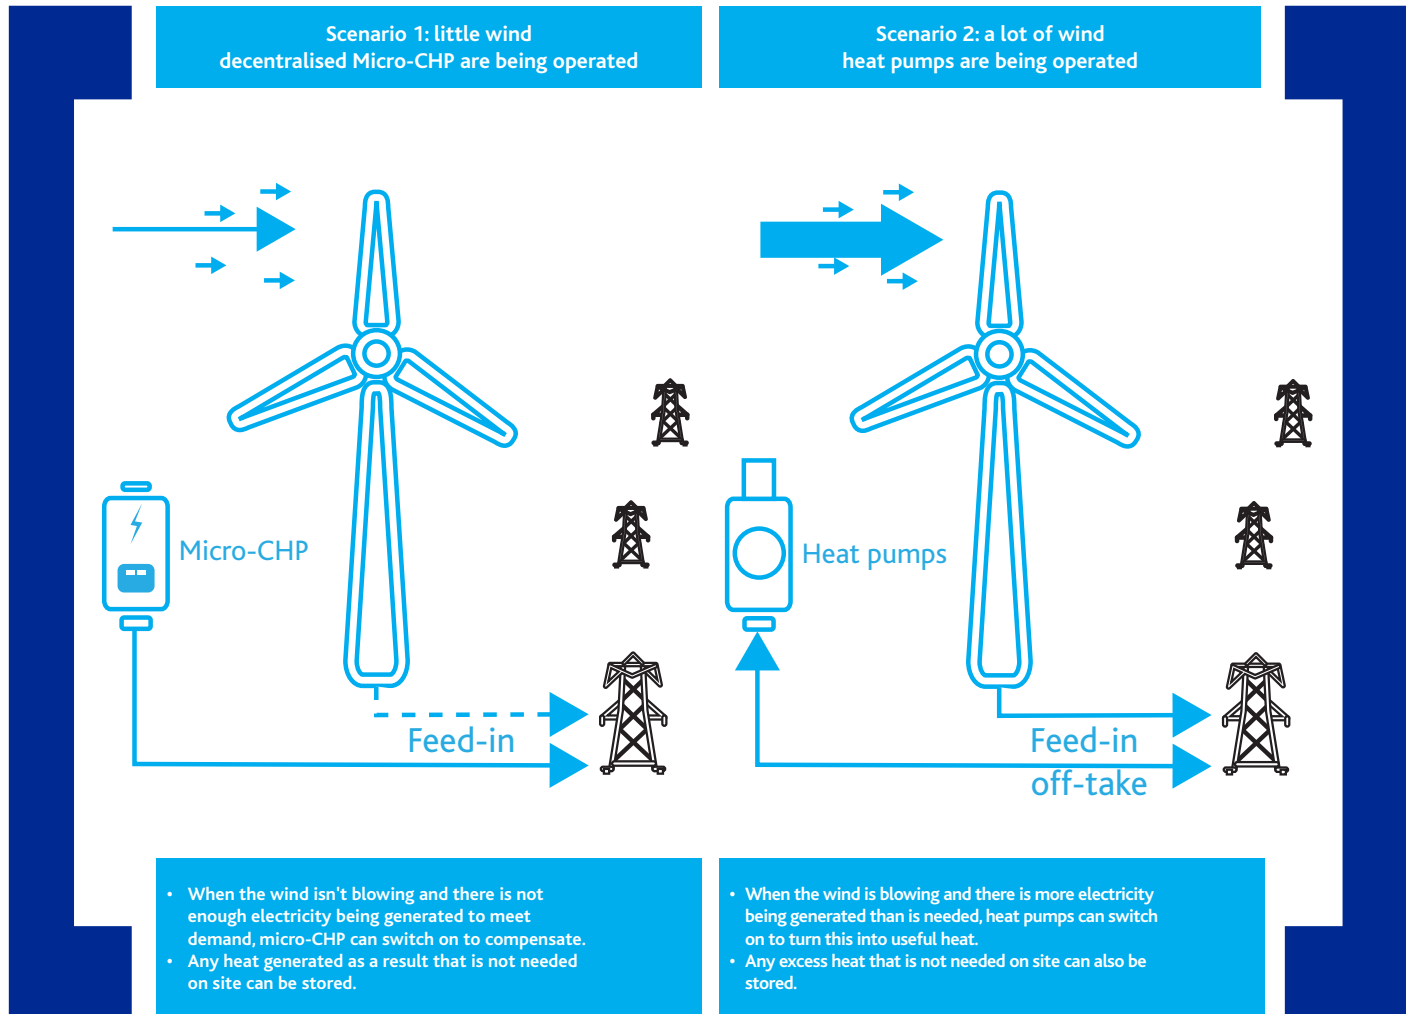 Scenario 1: little wind
decentralised Micro-CHP are being operated
Scenario 2: a lot of wind
heat pumps are being operated
Micro-CHP
Feed-in
Heat pumps
Feed-in
off-take
• When the wind isn't blowing and there is not
enough electricity being generated to meet
demand, micro-CHP can switch on to compensate.
• Any heat generated as a result that is not needed
on site can be stored.
• When the wind is blowing and there is more electricity
being generated than is needed, heat pumps can switch
on to turn this into useful heat.
• Any excess heat that is not needed on site can also be
stored.